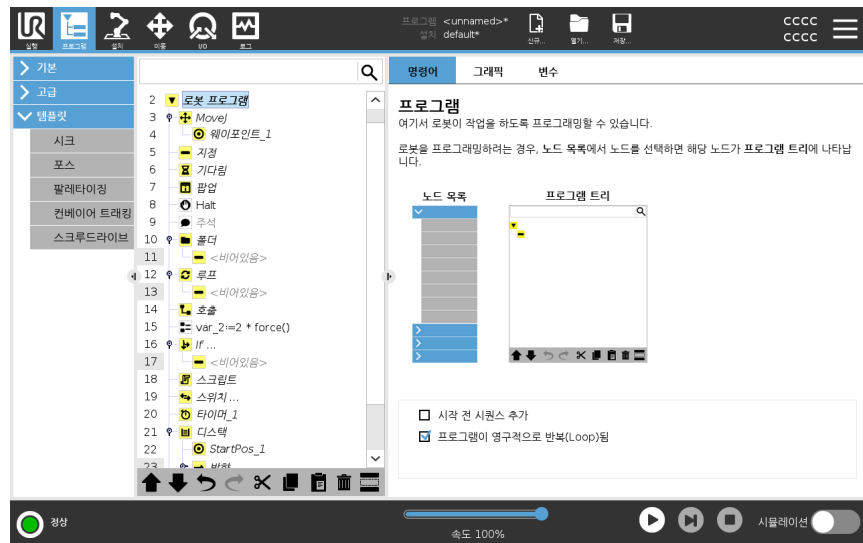 프로그램 <unnamed>*
설치 default*
cccc
cccc
UR
실행
프로그램
설치
이동
I/O
로그
신규...
열기...
저장...
기본
고급
템플릿
시크
포스
팔레타이징
컨베이어 트래킹
스크루드라이브
2 로봇 프로그램
3 MoveJ
4 웨이포인트_1
5 지정
6 기다림
7 팝업
8 Halt
9 주석
10 폴더
11 <비어있음>
12 루프
13 <비어있음>
14 호출
15 var_2:=2 * force()
16 If ...
17 <비어있음>
18 스크립트
19 스위치 ...
20 타이머_1
21 디스택
22 StartPos_1
23 방향
명령어
그래픽
변수
프로그램
여기서 로봇이 작업을 하도록 프로그래밍할 수 있습니다.
로봇을 프로그래밍하려는 경우, 노드 목록에서 노드를 선택하면 해당 노드가 프로그램 트리에 나타납
니다.
노드 목록
프로그램 트리
시작 전 시퀀스 추가
프로그램이 영구적으로 반복(Loop)됨
정상
속도 100%
시뮬레이션